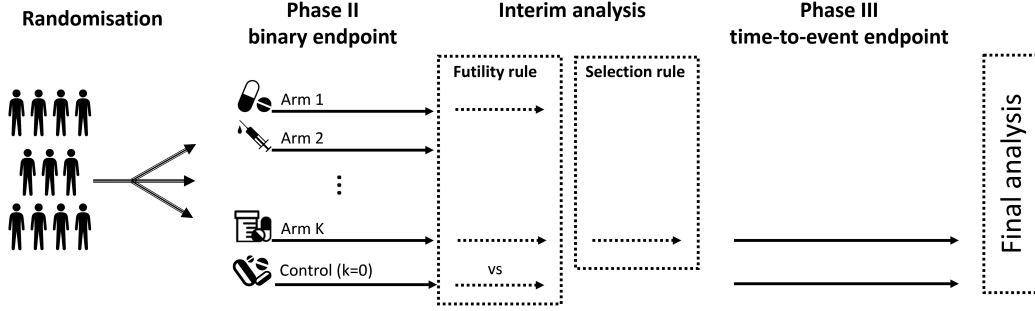 Randomisation
Phase II
binary endpoint
Interim analysis
Phase III
time-to-event endpoint
Futility rule
Selection rule
Arm 1
Arm 2
Arm K
Control (k=0)
vs
Final analysis